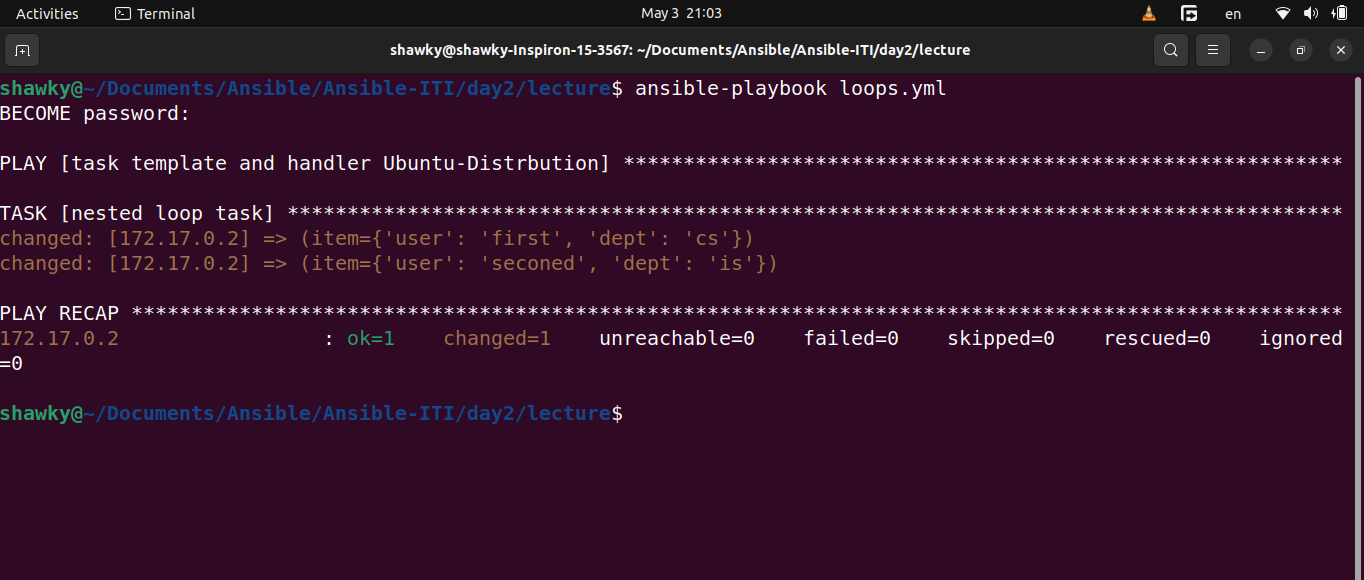 Activities Terminal May 3 21:03 en
shawky@shawky-Inspiron-15-3567: ~/Documents/Ansible/Ansible-ITI/day2/lecture
shawky@~/Documents/Ansible/Ansible-ITI/day2/lecture$ ansible-playbook loops.yml
BECOME password:
PLAY [task template and handler Ubuntu-Distrbution] ************************************************************
TASK [nested loop task] ****************************************************************************************
changed: [172.17.0.2] => (item={'user': 'first', 'dept': 'cs'})
changed: [172.17.0.2] => (item={'user': 'seconed', 'dept': 'is'})
PLAY RECAP *****************************************************************************************************
172.17.0.2                 : ok=1    changed=1    unreachable=0    failed=0    skipped=0    rescued=0    ignored
=0
shawky@~/Documents/Ansible/Ansible-ITI/day2/lecture$